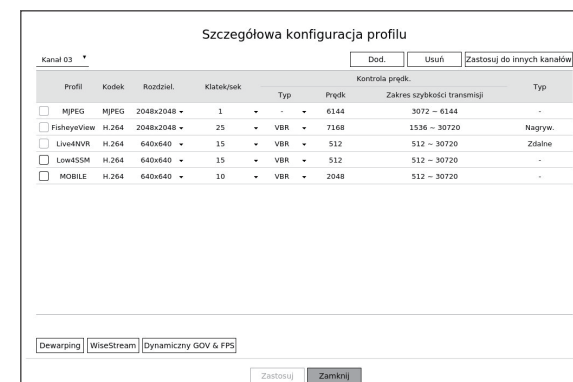 Szczegółowa konfiguracja profilu
Kanał 03
Dod. Usuń Zastosuj do innych kanałów
Profil Kodek Rozdziel. Klatek/sek Kontrola prędk. Typ
Typ Prędk Zakres szybkości transmisji
MJPEG MJPEG 2048x2048 1 - 6144 3072 ~ 6144 -
FisheyeView H.264 2048x2048 25 VBR 7168 1536 ~ 30720 Nagryw.
Live4NVR H.264 640x640 15 VBR 512 512 ~ 30720 Zdalne
Low4SSM H.264 640x640 15 VBR 512 512 ~ 30720 -
MOBILE H.264 640x640 10 VBR 2048 512 ~ 30720 -
Dewarping WiseStream Dynamiczny GOV & FPS
Zastosuj Zamknij